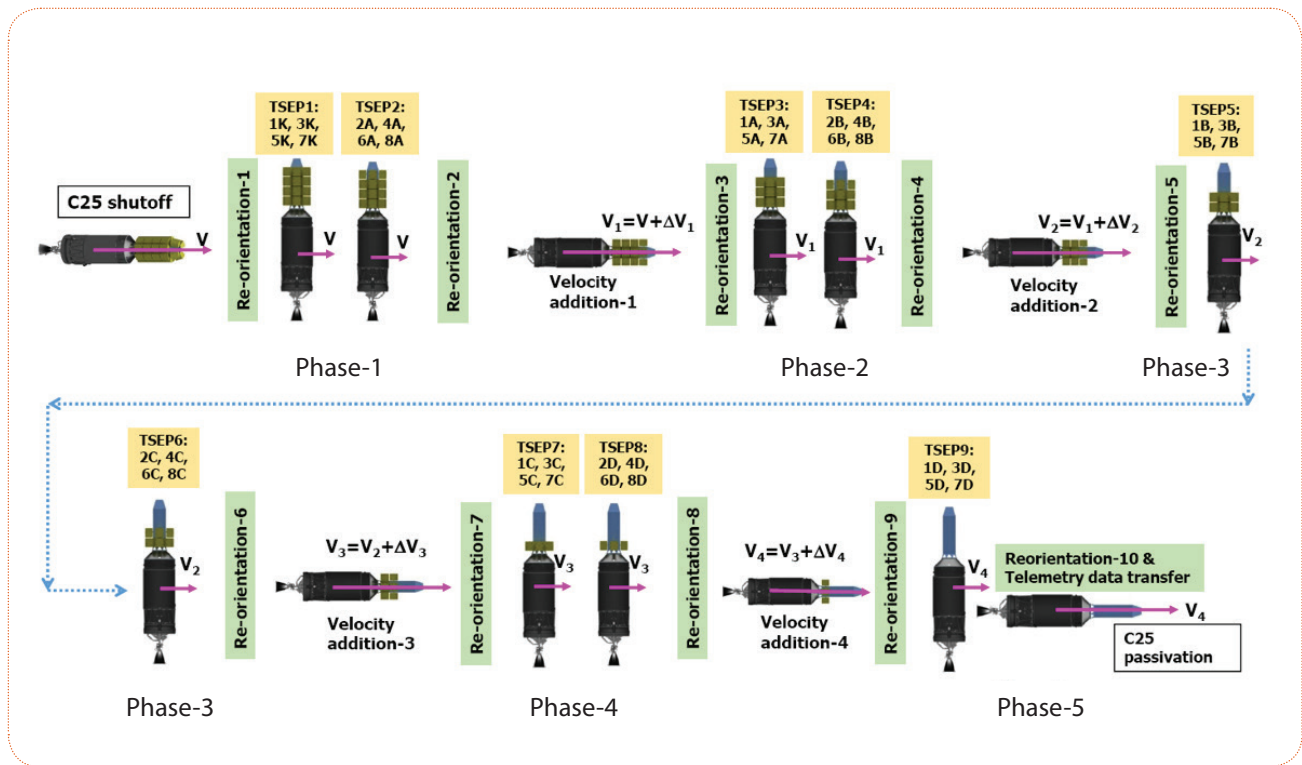 C25 shutoff
V
Re-orientation-1
TSEP1:
1K, 3K,
5K, 7K
V
TSEP2:
2A, 4A,
6A, 8A
V
Re-orientation-2
V₁=V+ΔV₁
Velocity
addition-1
Re-orientation-3
TSEP3:
1A, 3A,
5A, 7A
V₁
TSEP4:
2B, 4B,
6B, 8B
V₁
Re-orientation-4
V₂=V₁+ΔV₂
Velocity
addition-2
Re-orientation-5
TSEP5:
1B, 3B,
5B, 7B
V₂
Phase-1
Phase-2
Phase-3
TSEP6:
2C, 4C,
6C, 8C
V₂
Re-orientation-6
V₃=V₂+ΔV₃
Velocity
addition-3
Re-orientation-7
TSEP7:
1C, 3C,
5C, 7C
V₃
TSEP8:
2D, 4D,
6D, 8D
V₃
Re-orientation-8
V₄=V₃+ΔV₄
Velocity
addition-4
Re-orientation-9
TSEP9:
1D, 3D,
5D, 7D
V₄
Reorientation-10 &
Telemetry data transfer
V₄
C25
passivation
Phase-3
Phase-4
Phase-5